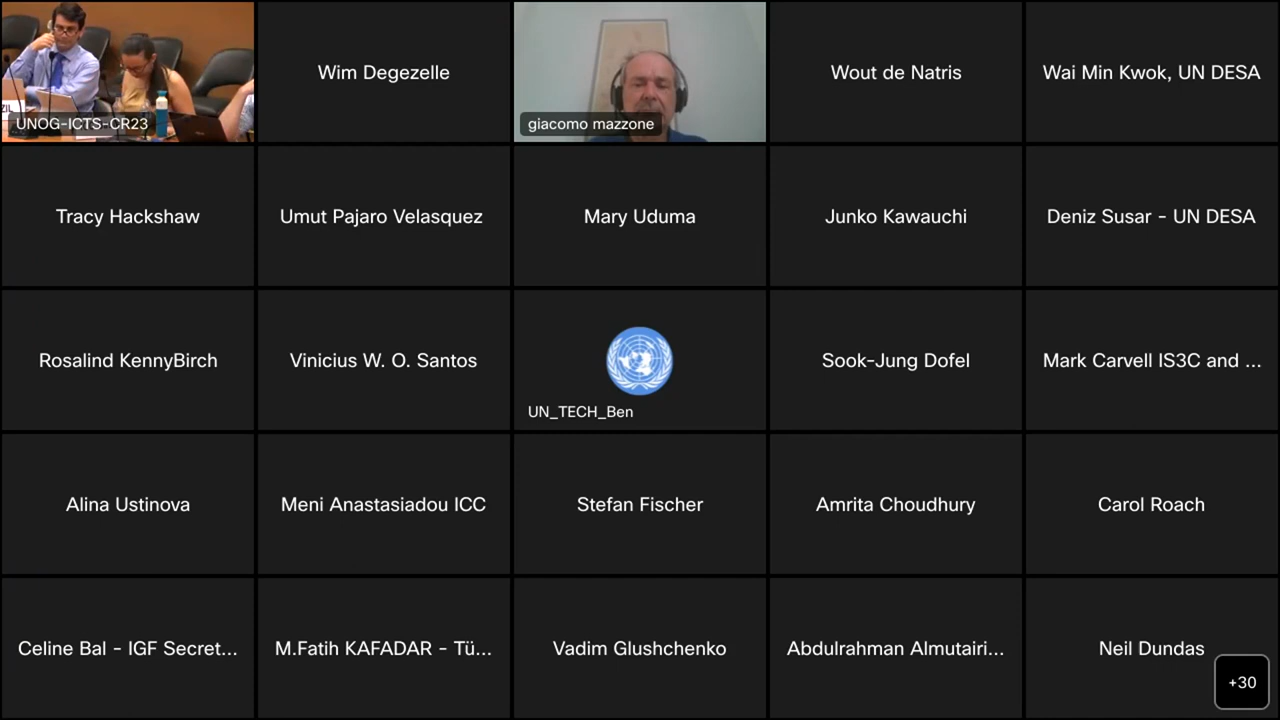 ZIL
UNOG-ICTS-CR23
Wim Degezelle
giacomo mazzone
Wout de Natris
Wai Min Kwok, UN DESA
Tracy Hackshaw
Umut Pajaro Velasquez
Mary Uduma
Junko Kawauchi
Deniz Susar - UN DESA
Rosalind KennyBirch
Vinicius W. O. Santos
UN_TECH_Ben
Sook-Jung Dofel
Mark Carvell IS3C and ...
Alina Ustinova
Meni Anastasiadou ICC
Stefan Fischer
Amrita Choudhury
Carol Roach
Celine Bal - IGF Secret...
M.Fatih KAFADAR - Tü...
Vadim Glushchenko
Abdulrahman Almutairi...
Neil Dundas
+30